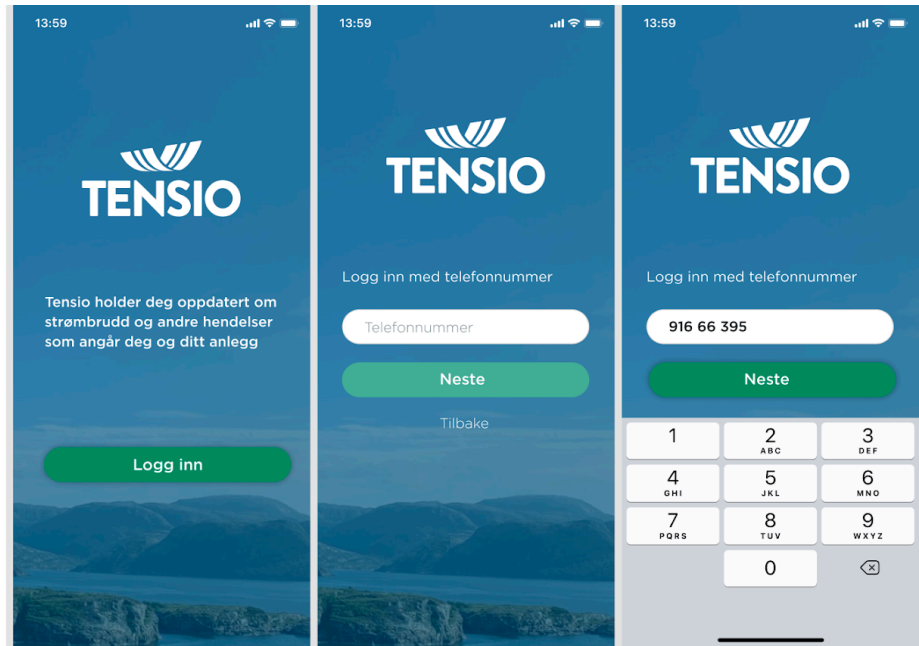 13:59
TENSIO
Tensio holder deg oppdatert om
strømbrudd og andre hendelser
som angår deg og ditt anlegg
Logg inn
13:59
TENSIO
Logg inn med telefonnummer
Telefonnummer
Neste
Tilbake
13:59
TENSIO
Logg inn med telefonnummer
916 66 395
Neste
1 2 3
ABC DEF
4 5 6
GHI JKL MNO
7 8 9
PQRS TUV WXYZ
0